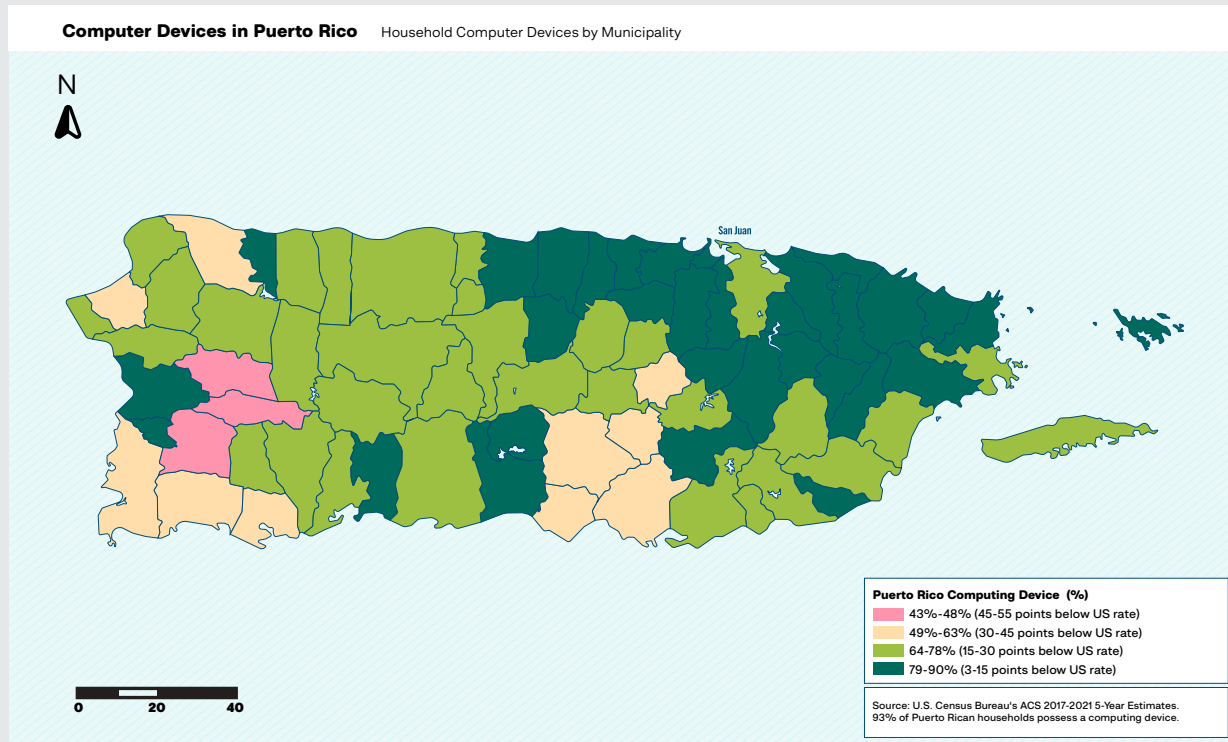 Computer Devices in Puerto Rico Household Computer Devices by Municipality
N
San Juan
Puerto Rico Computing Device (%)
43%-48% (45-55 points below US rate)
49%-63% (30-45 points below US rate)
64-78% (15-30 points below US rate)
79-90% (3-15 points below US rate)
Source: U.S. Census Bureau's ACS 2017-2021 5-Year Estimates.
93% of Puerto Rican households possess a computing device.
0 20 40